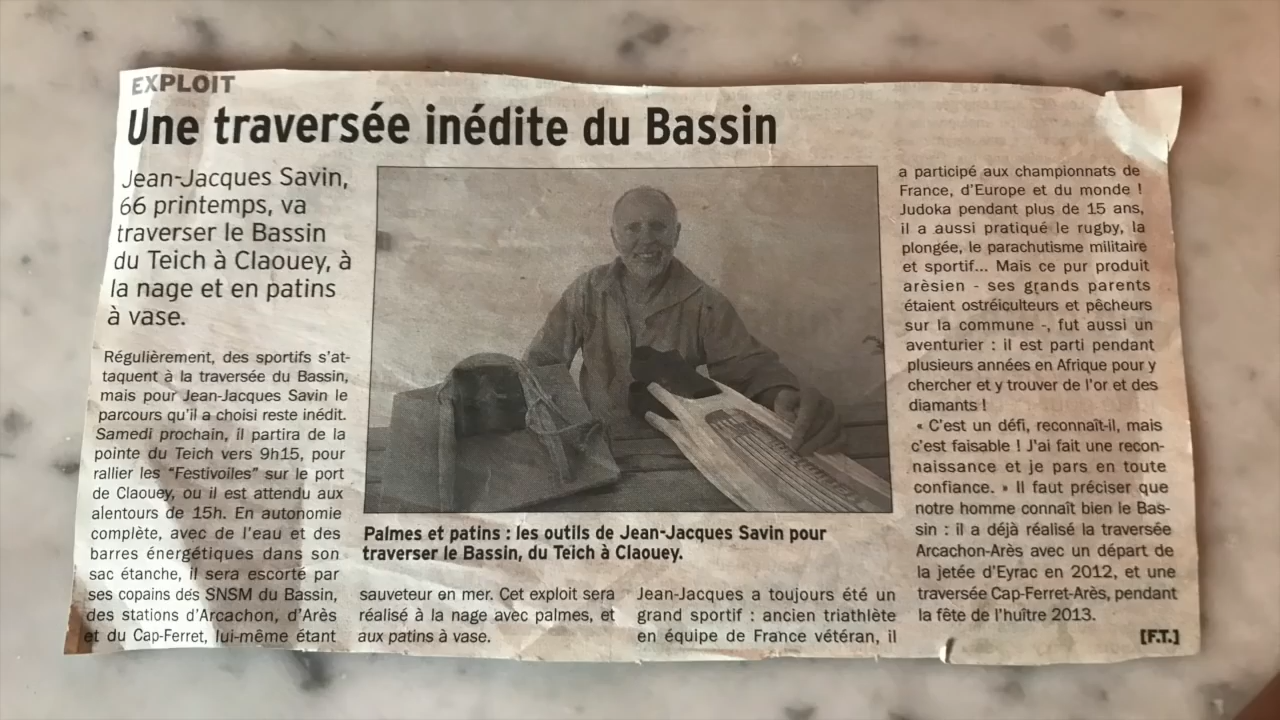 EXPLOIT
Une traversée inédite du Bassin
Jean-Jacques Savin,
66 printemps, va
traverser le Bassin
du Teich à Claouey, à
la nage et en patins
à vase.
Régulièrement, des sportifs s'at-
taquent à la traversée du Bassin,
mais pour Jean-Jacques Savin le
parcours qu'il a choisi reste inédit.
Samedi prochain, il partira de la
pointe du Teich vers 9h15, pour
rallier les "Festivoiles" sur le port
de Claouey, ou il est attendu aux
alentours de 15h. En autonomie
complète, avec de l'eau et des
barres énergétiques dans son
sac étanche, il sera escorté par
ses copains des SNSM du Bassin,
des stations d'Arcachon, d'Arès
et du Cap-Ferret, lui-même étant
Palmes et patins : les outils de Jean-Jacques Savin pour
traverser le Bassin, du Teich à Claouey.
sauveteur en mer. Cet exploit sera
réalisé à la nage avec palmes, et
aux patins à vase.
Jean-Jacques a toujours été un
grand sportif : ancien triathlète
en équipe de France vétéran, il
a participé aux championnats de
France, d'Europe et du monde !
Judoka pendant plus de 15 ans,
il a aussi pratiqué le rugby, la
plongée, le parachutisme militaire
et sportif... Mais ce pur produit
arèsien - ses grands parents
étaient ostréiculteurs et pêcheurs
sur la commune -, fut aussi un
aventurier : il est parti pendant
plusieurs années en Afrique pour y
chercher et y trouver de l'or et des
diamants !
« C'est un défi, reconnaît-il, mais
c'est faisable ! J'ai fait une recon-
naissance et je pars en toute
confiance. » Il faut préciser que
notre homme connaît bien le Bas-
sin : il a déjà réalisé la traversée
Arcachon-Arès avec un départ de
la jetée d'Eyrac en 2012, et une
traversée Cap-Ferret-Arès, pendant
la fête de l'huître 2013.
[F.T.]